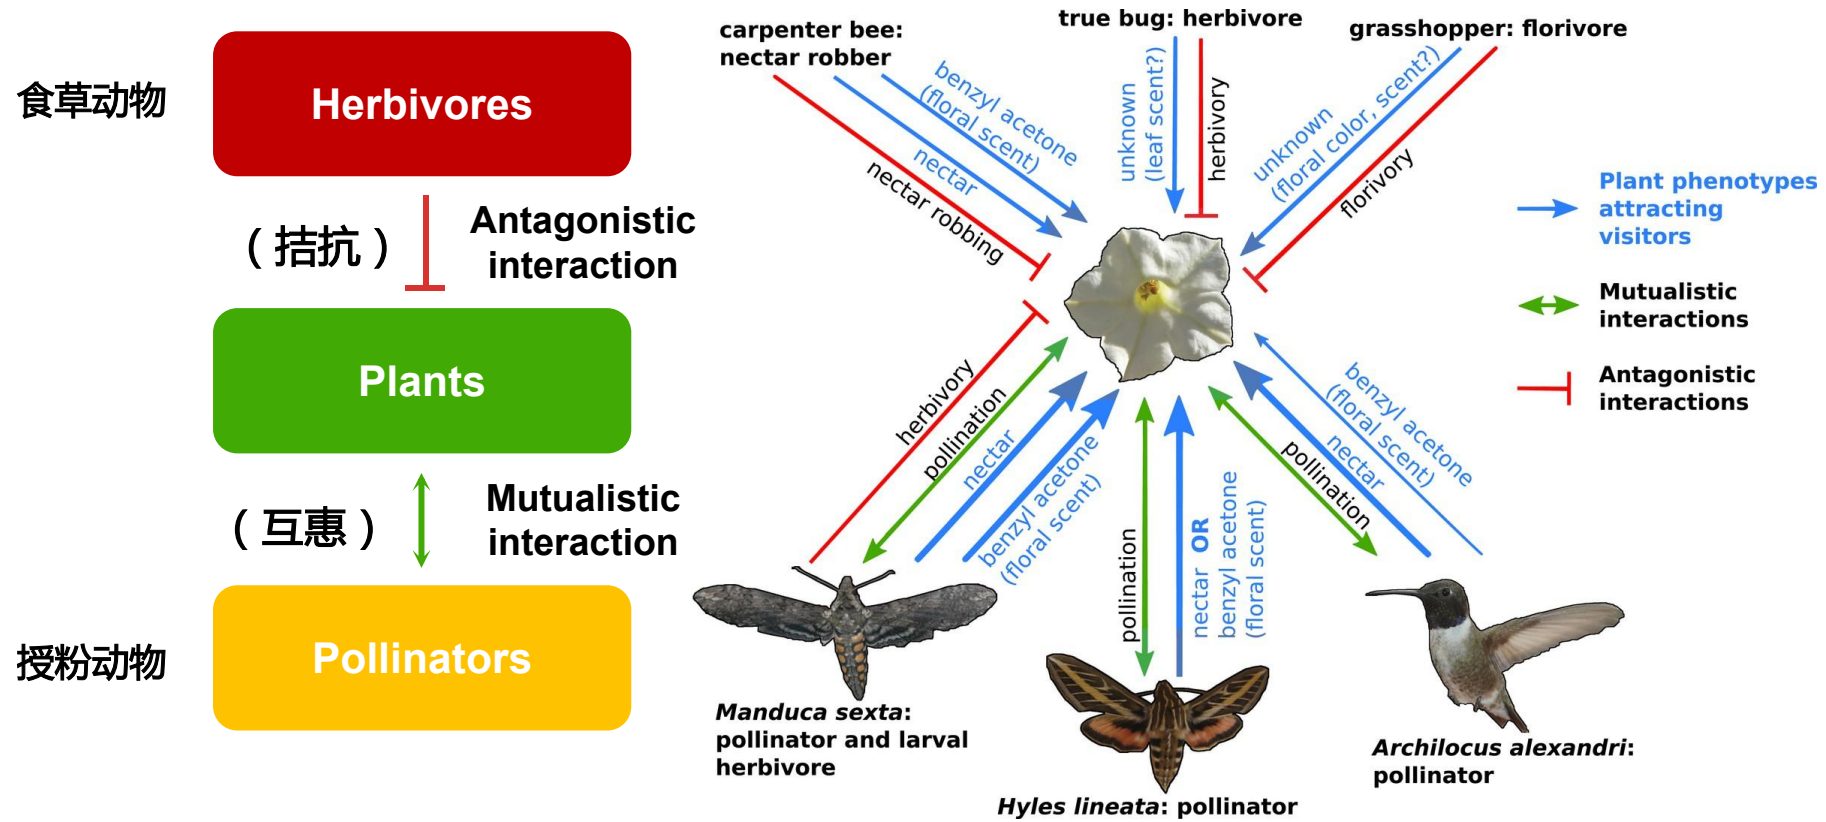 食草动物
Herbivores
（拮抗）
Antagonistic
interaction
Plants
（互惠）
Mutualistic
interaction
授粉动物
Pollinators
carpenter bee:
nectar robber
true bug: herbivore
grasshopper: florivore
benzyl acetone
(floral scent)
nectar
nectar robbing
unknown
(leaf scent?)
herbivory
unknown
(floral color, scent?)
florivory
Plant phenotypes
attracting
visitors
Mutualistic
interactions
Antagonistic
interactions
herbivory
pollination
nectar
benzyl acetone
(floral scent)
pollination
nectar OR
benzyl acetone
(floral scent)
pollination
nectar
benzyl acetone
(floral scent)
Manduca sexta:
pollinator and larval
herbivore
Hyles lineata: pollinator
Archilocus alexandri:
pollinator